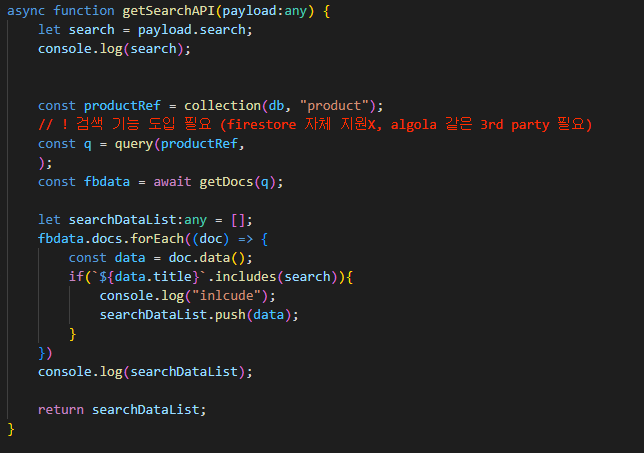 async function getSearchAPI(payload:any) {
let search = payload.search;
console.log(search);
const productRef = collection(db, "product");
// ! 검색 기능 도입 필요 (firestore 자체 지원X, algola 같은 3rd party 필요)
const q = query(productRef,
);
const fbdata = await getDocs(q);
let searchDataList:any = [];
fbdata.docs.forEach((doc) => {
const data = doc.data();
if(`${data.title}`.includes(search)){
console.log("inlcude");
searchDataList.push(data);
}
})
console.log(searchDataList);
return searchDataList;
}